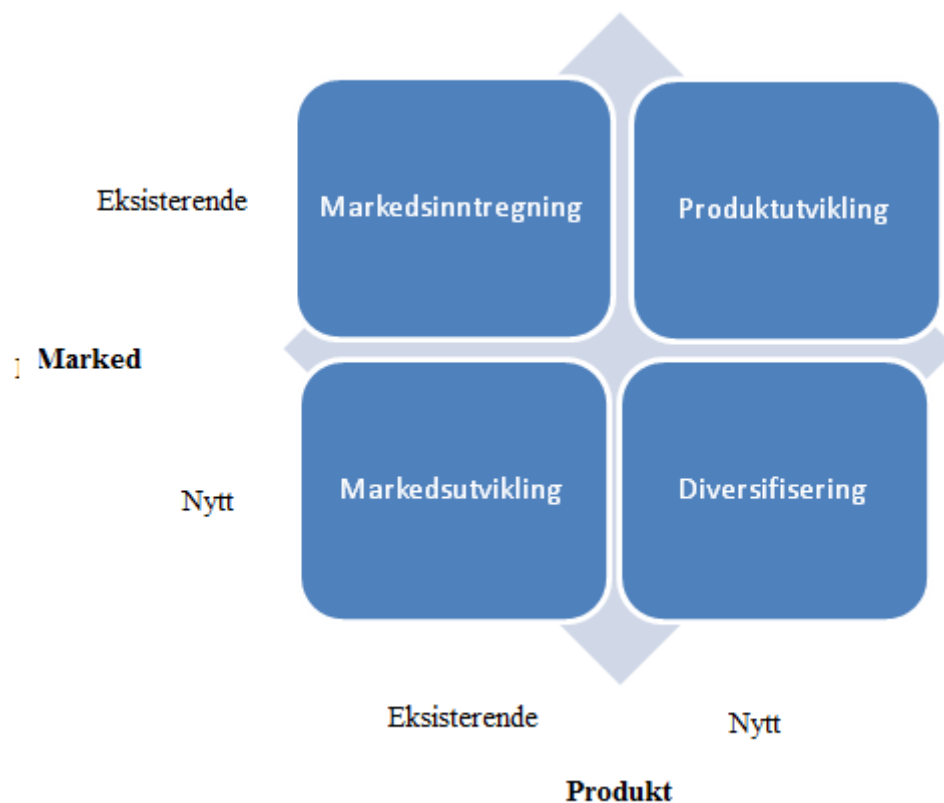 Eksisterende
Markedsinntregning
Produktutvikling
Marked
Nytt
Markedsutvikling
Diversifisering
Eksisterende
Nytt
Produkt